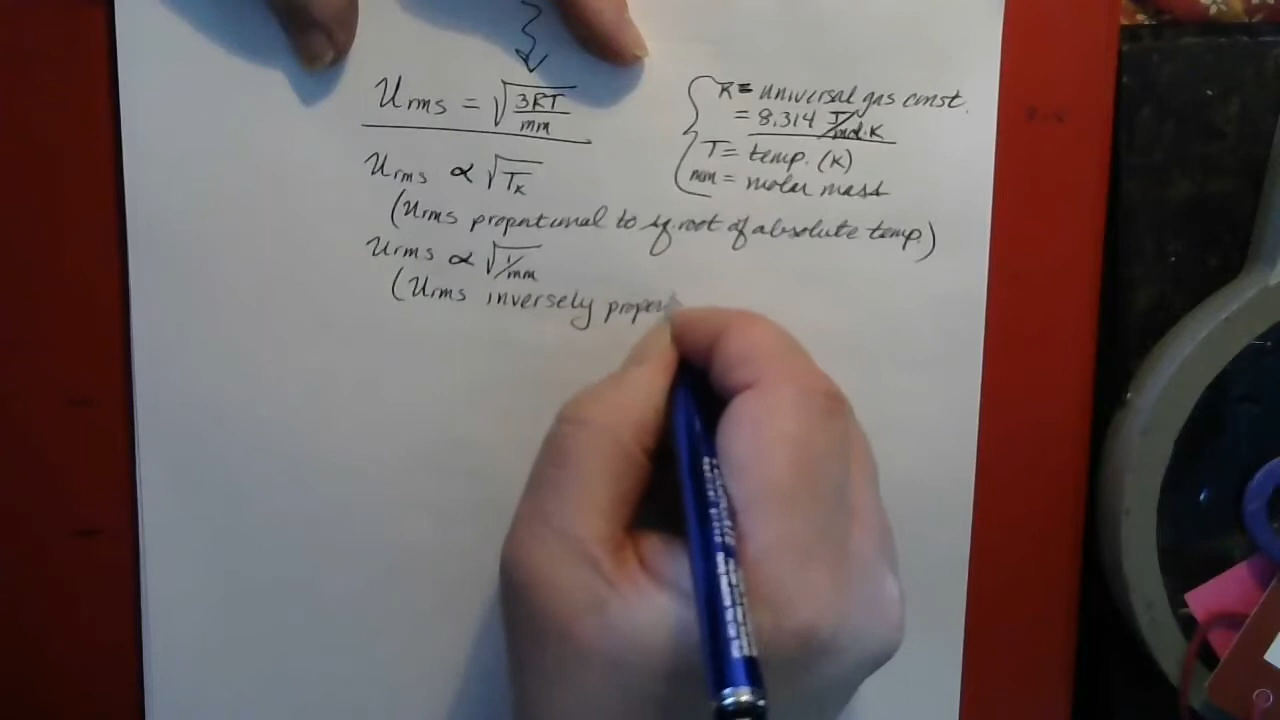 Urms = √3RT/mm
Urms ∝ √TK
(Urms proportional to sq. root of absolute temp.)
Urms ∝ √1/mm
(Urms inversely propor
R = universal gas const.
= 8.314 J/mol·K
T = temp. (K)
mm = molar mass